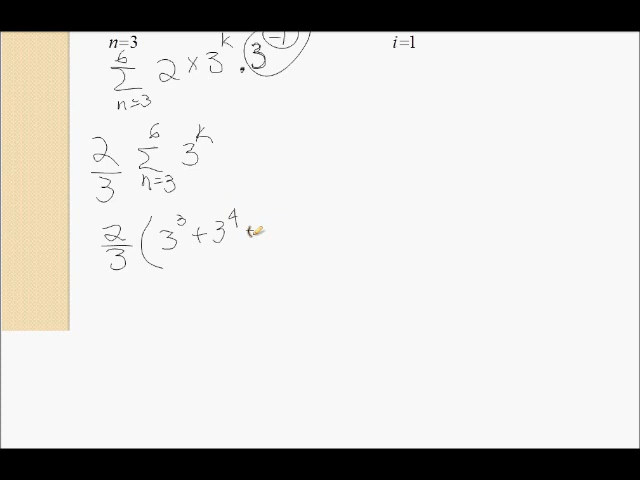 n=3 i=1
6
∑ 2 × 3^k · 3^-1
n=3
2/3 ∑ 3^k
6
n=3
2/3 ( 3^3 + 3^4 +